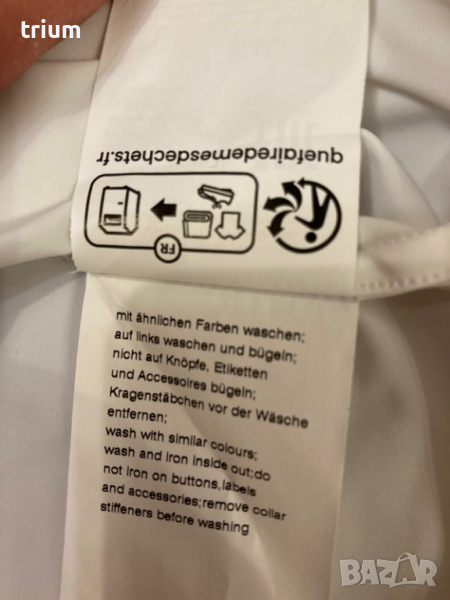 trium
quefairedemesdechets.fr
FR
mit ähnlichen Farben waschen;
auf links waschen und bügeln;
nicht auf Knöpfe, Etiketten
und Accessoires bügeln;
Kragenstäbchen vor der Wäsche
entfernen;
wash with similar colours;
wash and iron inside out;do
not iron on buttons,labels
and accessories;remove collar
stiffeners before washing
BAZAR